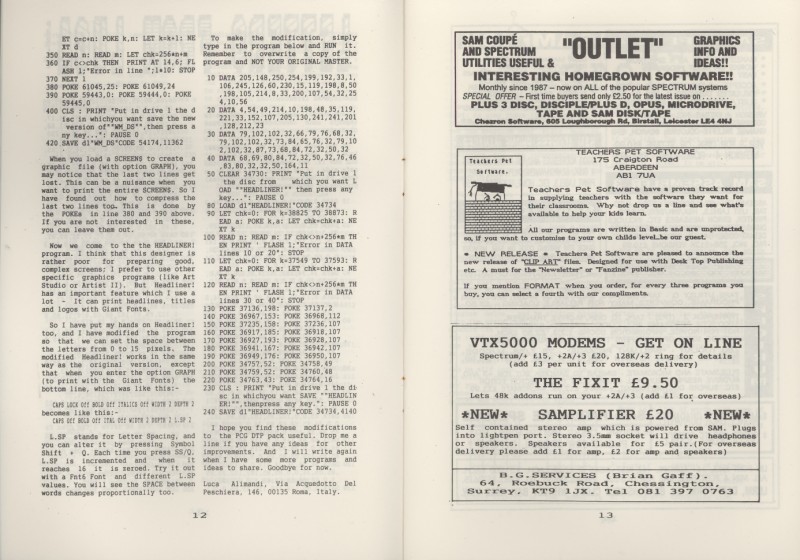 ET c=c+n: POKE k,n: LET k=k+1: NE
XT d
350 READ n: READ m: LET chk=256*n+m
360 IF c<>chk THEN PRINT AT 14,6; FL
ASH 1;"Error in line ";l+10: STOP
370 NEXT l
380 POKE 61045,25: POKE 61049,24
390 POKE 59443,0: POKE 59444,0: POKE
59445,0
400 CLS : PRINT "Put in drive 1 the d
isc in whichyou want save the new
version of""WM_DS"",then press a
ny key...": PAUSE 0
420 SAVE d1"WM_DS"CODE 54174,11362
When you load a SCREEN$ to create a
graphic file (with option GRAPH), you
may notice that the last two lines get
lost. This can be a nuisance when you
want to print the entire SCREEN$. So I
have found out how to compress the
last two lines too. This is done by
the POKEs in line 380 and 390 above.
If you are not interested in these,
you can leave them out.
Now we come to the the HEADLINER!
program. I think that this designer is
rather poor for preparing good,
complex screens; I prefer to use other
specific graphics programs (like Art
Studio or Artist II). But Headliner!
has an important feature which I use a
lot - It can print headlines, titles
and logos with Giant Fonts.
So I have put my hands on Headliner!
too, and I have modified the program
so that we can set the space between
the letters from 0 to 15 pixels. The
modified Headliner! works in the same
way as the original version, except
that when you enter the option GRAPH
(to print with the Giant Fonts) the
bottom line, which was like this:-
CAPS LOCK Off BOLD Off ITALICS Off WIDTH 2 DEPTH 2
becomes like this:-
CAPS Off BOLD Off ITAL Off WIDTH 2 DEPTH 2 L.SP 2
L.SP stands for Letter Spacing, and
you can alter it by pressing Symbol
Shift + Q. Each time you press SS/Q,
L.SP is incremented and when it
reaches 16 it is zeroed. Try it out
with a Fnt6 Font and different L.SP
values. You will see the SPACE between
words changes proportionally too.
To make the modification, simply
type in the program below and RUN it.
Remember to overwrite a copy of the
program and NOT YOUR ORIGINAL MASTER.
10 DATA 205,148,250,254,199,192,33,1,
106,245,126,60,230,15,119,198,8,50
,198,105,214,8,33,200,107,54,32,25
4,10,56
20 DATA 4,54,49,214,10,198,48,35,119,
221,33,152,107,205,130,241,241,201
,128,212,23
30 DATA 79,102,102,32,66,79,76,68,32,
79,102,102,32,73,84,65,76,32,79,10
2,102,32,87,73,68,84,72,32,50,32
40 DATA 68,69,80,84,72,32,50,32,76,46
,83,80,32,32,50,164,11
50 CLEAR 34730: PRINT "Put in drive 1
the disc from which you want L
OAD ""HEADLINER!"" then press any
key...": PAUSE 0
80 LOAD d1"HEADLINER!"CODE 34734
90 LET chk=0: FOR k=38825 TO 38873: R
EAD a: POKE k,a: LET chk=chk+a: NE
XT k
100 READ n: READ m: IF chk<>n+256*m TH
EN PRINT ' FLASH 1;"Error in DATA
lines 10 or 20": STOP
110 LET chk=0: FOR k=37549 TO 37593: R
EAD a: POKE k,a: LET chk=chk+a: NE
XT k
120 READ n: READ m: IF chk<>n+256*m TH
EN PRINT ' FLASH 1;"Error in DATA
lines 30 or 40": STOP
130 POKE 37136,198: POKE 37137,2
140 POKE 36967,153: POKE 36968,112
150 POKE 37235,158: POKE 37236,107
160 POKE 36917,185: POKE 36918,107
170 POKE 36927,193: POKE 36928,107
180 POKE 36941,167: POKE 36942,107
190 POKE 36949,176: POKE 36950,107
200 POKE 34757,52: POKE 34758,49
210 POKE 34759,52: POKE 34760,48
220 POKE 34763,43: POKE 34764,16
230 CLS : PRINT "Put in drive 1 the di
sc in whichyou want SAVE ""HEADLIN
ER!"",thenpress any key.": PAUSE 0
240 SAVE d1"HEADLINER!"CODE 34734,4140
I hope you find these modifications
to the PCG DTP pack useful. Drop me a
line if you have any ideas for other
improvements. And I will write again
when I have some more programs and
ideas to share. Goodbye for now.
Luca Alimandi, Via Acquedotto Del
Peschiera, 146, 00135 Roma, Italy.
12
SAM COUPÉ
AND SPECTRUM
UTILITIES USEFUL &
"OUTLET"
GRAPHICS
INFO AND
IDEAS!!
INTERESTING HOMEGROWN SOFTWARE!!
Monthly since 1987 – now on ALL of the popular SPECTRUM systems
SPECIAL OFFER – First time buyers send only £2.50 for the latest issue on .......
PLUS 3 DISC, DISCIPLE/PLUS D, OPUS, MICRODRIVE,
TAPE AND SAM DISK/TAPE
Chezron Software, 605 Loughborough Rd, Birstall, Leicester LE4 4NJ
Teachers Pet
Software.
TEACHERS PET SOFTWARE
175 Craigton Road
ABERDEEN
AB1 7UA
Teachers Pet Software have a proven track record
in supplying teachers with the software they want for
their classrooms. Why not drop us a line and see what's
available to help your kids learn.
All our programs are written in Basic and are unprotected,
so, if you want to customise to your own childs level..be our guest.
* NEW RELEASE * Teachers Pet Software are pleased to announce the
new release of "CLIP ART" files. Designed for use with Desk Top Publishing
etc. A must for the "Newsletter" or "Fanzine" publisher.
If you mention FORMAT when you order, for every three programs you
buy, you can select a fourth with our compliments.
VTX5000 MODEMS - GET ON LINE
Spectrum/+ £15, +2A/+3 £20, 128K/+2 ring for details
(add £3 per unit for overseas delivery)
THE FIXIT £9.50
Lets 48k addons run on your +2A/+3 (add £1 for overseas)
*NEW* SAMPLIFIER £20 *NEW*
Self contained stereo amp which is powered from SAM. Plugs
into lightpen port. Stereo 3.5mm socket will drive headphones
or speakers. Speakers available for £5 pair.(For overseas
delivery please add £1 for amp, £2 for amp and speakers)
B.G.SERVICES (Brian Gaff).
64, Roebuck Road, Chessington,
Surrey, KT9 1JX. Tel 081 397 0763
13